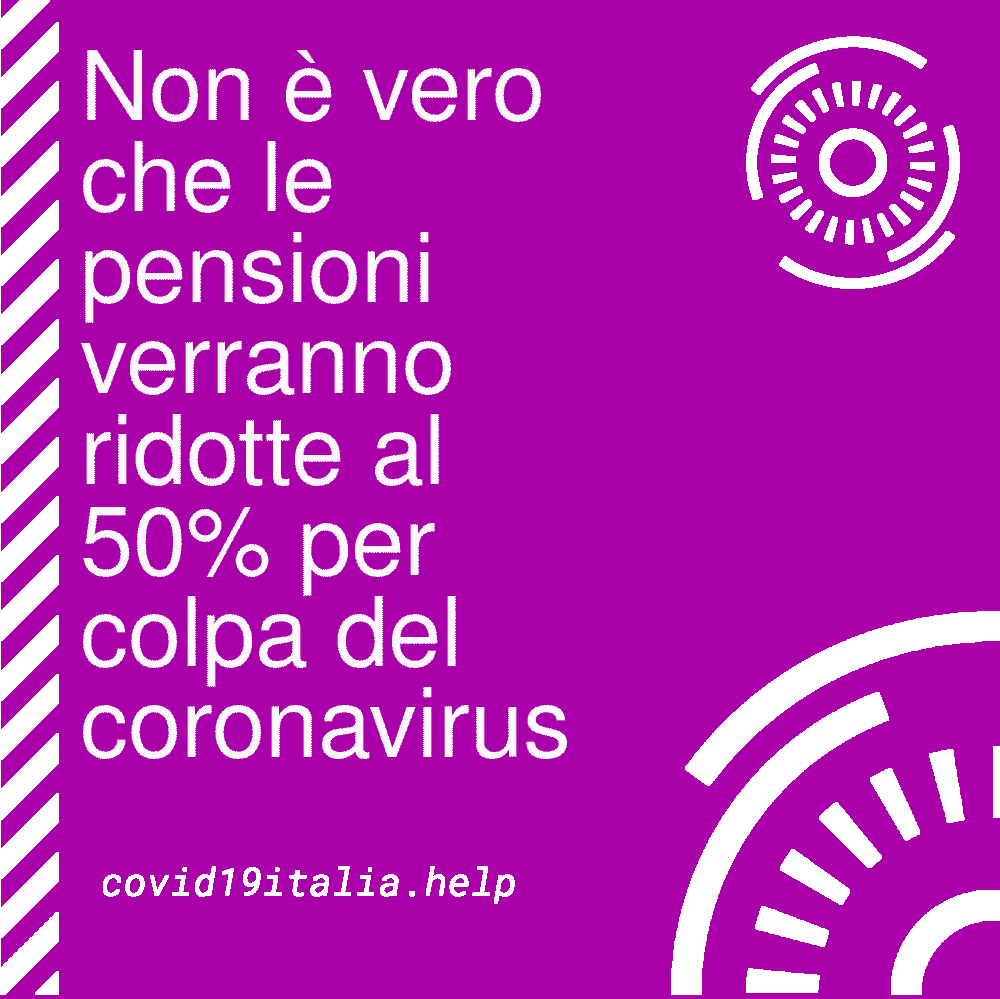 Non è vero
che le
pensioni
verranno
ridotte al
50% per
colpa del
coronavirus
covid19italia.help